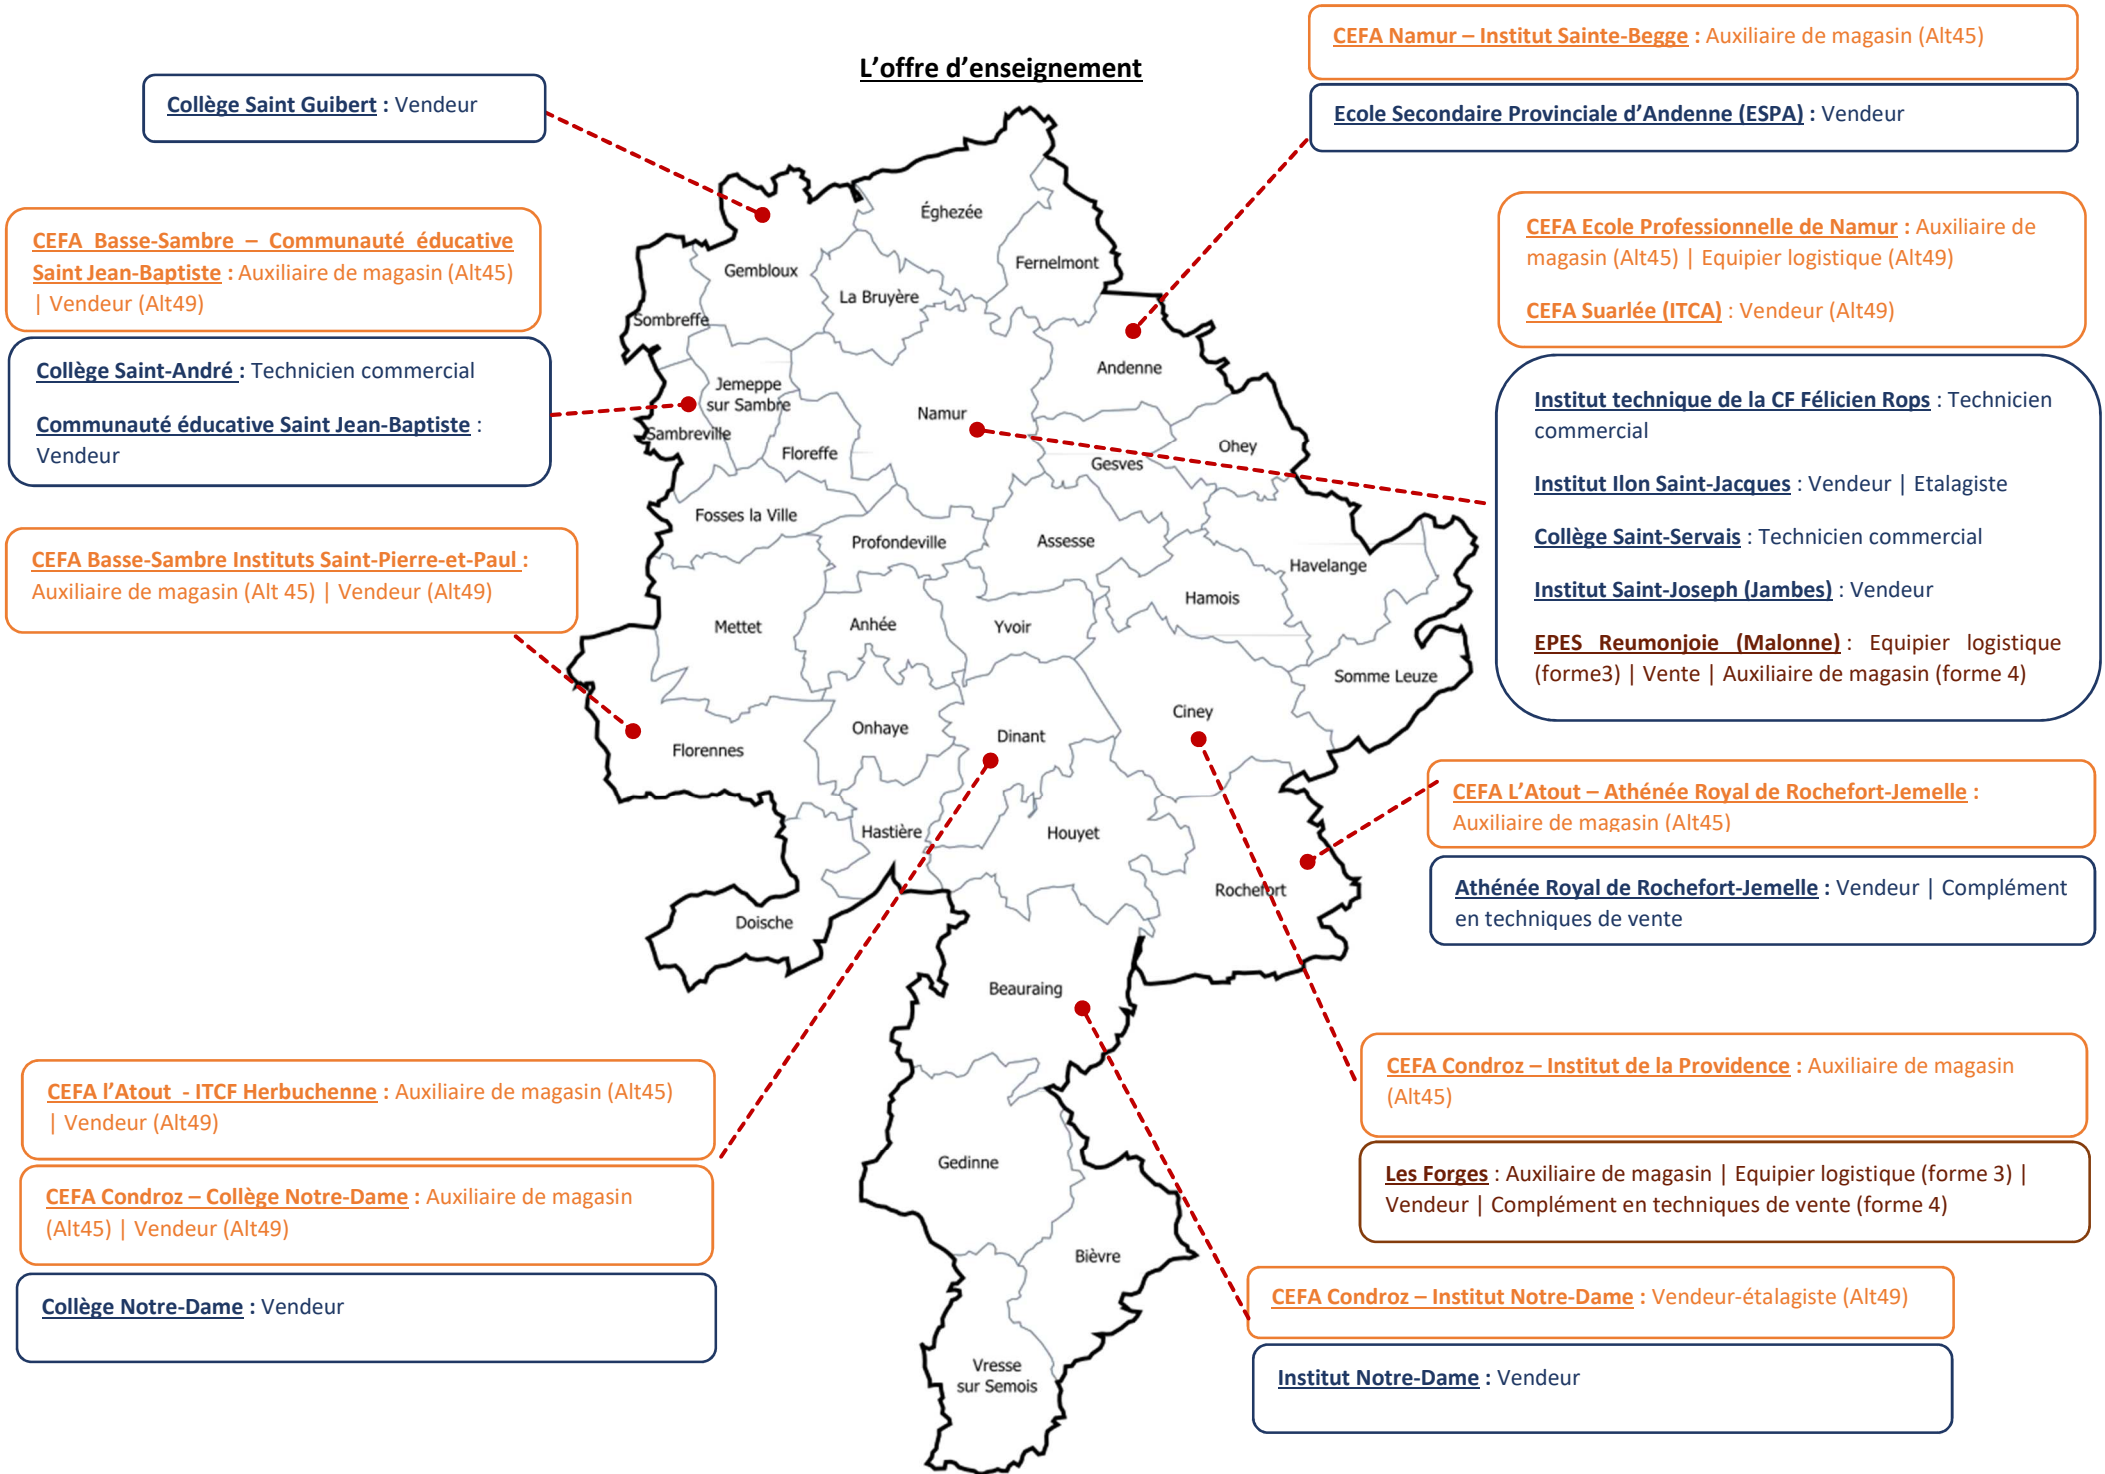 L'offre d'enseignement
CEFA Namur – Institut Sainte-Begge : Auxiliaire de magasin (Alt45)
Ecole Secondaire Provinciale d'Andenne (ESPA) : Vendeur
Collège Saint Guibert : Vendeur
CEFA Basse-Sambre – Communauté éducative
Saint Jean-Baptiste : Auxiliaire de magasin (Alt45)
| Vendeur (Alt49)
Collège Saint-André : Technicien commercial
Communauté éducative Saint Jean-Baptiste :
Vendeur
CEFA Basse-Sambre Instituts Saint-Pierre-et-Paul :
Auxiliaire de magasin (Alt 45) | Vendeur (Alt49)
CEFA l'Atout - ITCF Herbuchenne : Auxiliaire de magasin (Alt45)
| Vendeur (Alt49)
CEFA Condroz – Collège Notre-Dame : Auxiliaire de magasin
(Alt45) | Vendeur (Alt49)
Collège Notre-Dame : Vendeur
Éghezée
Fernelmont
Gembloux
La Bruyère
Sombreffe
Andenne
Jemeppe
sur Sambre
Namur
Sambreville
Floreffe
Ohey
Gesves
Fosses la Ville
Profondeville
Assesse
Havelange
Hamois
Mettet
Anhée
Yvoir
Somme Leuze
Ciney
Onhaye
Dinant
Florennes
Hastière
Houyet
Rochefort
Doische
Beauraing
Gedinne
Bièvre
Vresse
sur Semois
CEFA Ecole Professionnelle de Namur : Auxiliaire de
magasin (Alt45) | Equipier logistique (Alt49)
CEFA Suarlée (ITCA) : Vendeur (Alt49)
Institut technique de la CF Félicien Rops : Technicien
commercial
Institut Ilon Saint-Jacques : Vendeur | Etalagiste
Collège Saint-Servais : Technicien commercial
Institut Saint-Joseph (Jambes) : Vendeur
EPES Reumonjoie (Malonne) : Equipier logistique
(forme3) | Vente | Auxiliaire de magasin (forme 4)
CEFA L'Atout – Athénée Royal de Rochefort-Jemelle :
Auxiliaire de magasin (Alt45)
Athénée Royal de Rochefort-Jemelle : Vendeur | Complément
en techniques de vente
CEFA Condroz – Institut de la Providence : Auxiliaire de magasin
(Alt45)
Les Forges : Auxiliaire de magasin | Equipier logistique (forme 3) |
Vendeur | Complément en techniques de vente (forme 4)
CEFA Condroz – Institut Notre-Dame : Vendeur-étalagiste (Alt49)
Institut Notre-Dame : Vendeur